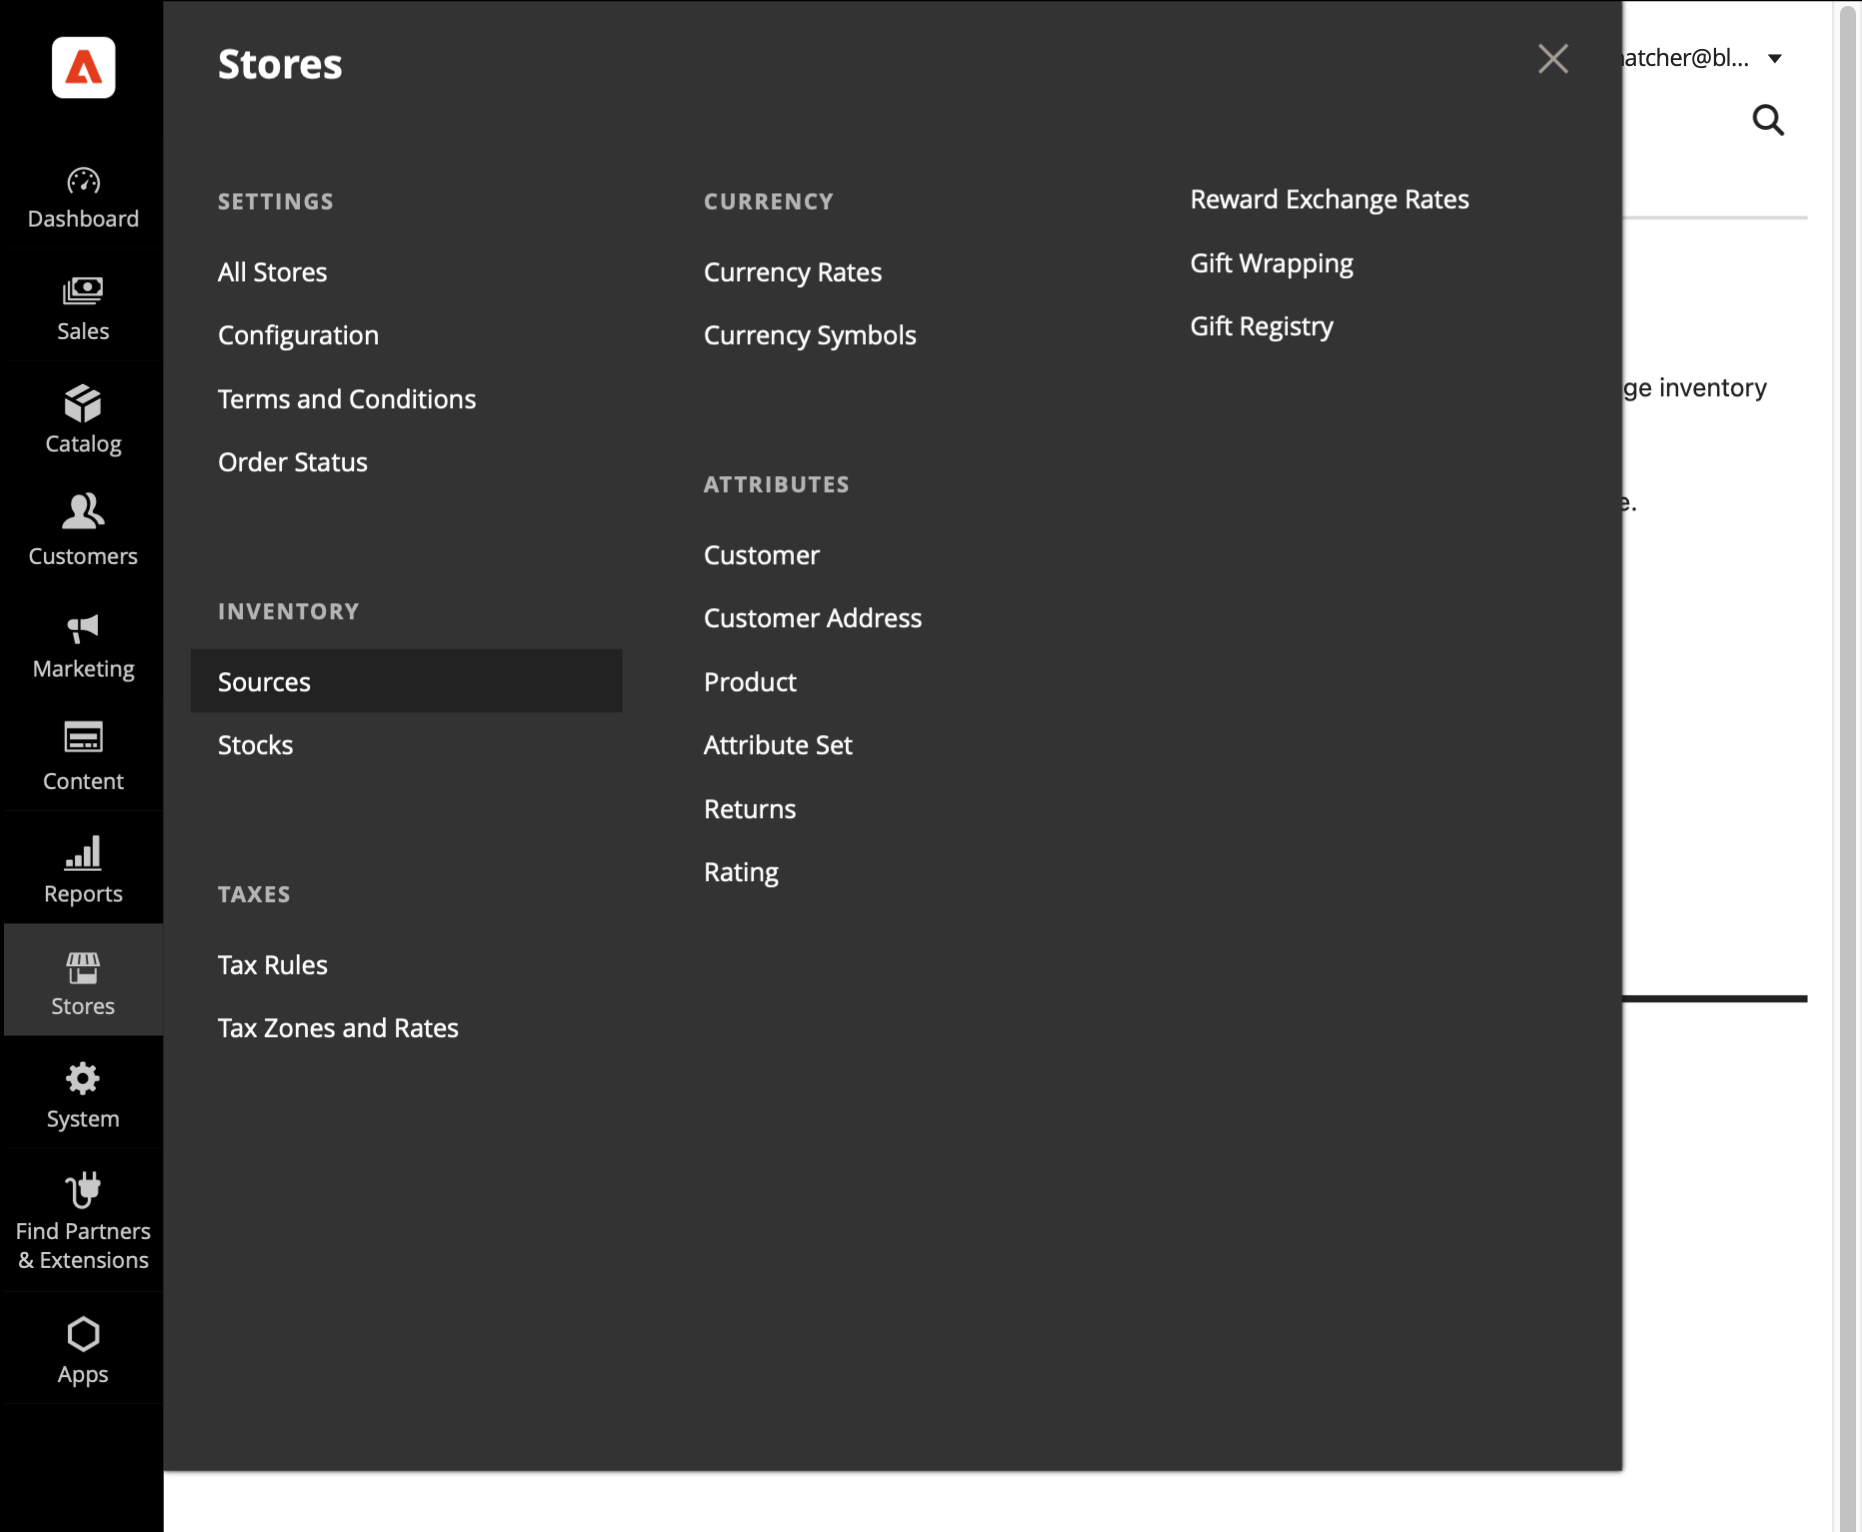 Dashboard
Sales
Catalog
Customers
Marketing
Content
Reports
Stores
System
Find Partners
& Extensions
Apps
Stores
SETTINGS
All Stores
Configuration
Terms and Conditions
Order Status
INVENTORY
Sources
Stocks
TAXES
Tax Rules
Tax Zones and Rates
CURRENCY
Currency Rates
Currency Symbols
ATTRIBUTES
Customer
Customer Address
Product
Attribute Set
Returns
Rating
Reward Exchange Rates
Gift Wrapping
Gift Registry
atcher@bl...
ge inventory
e.